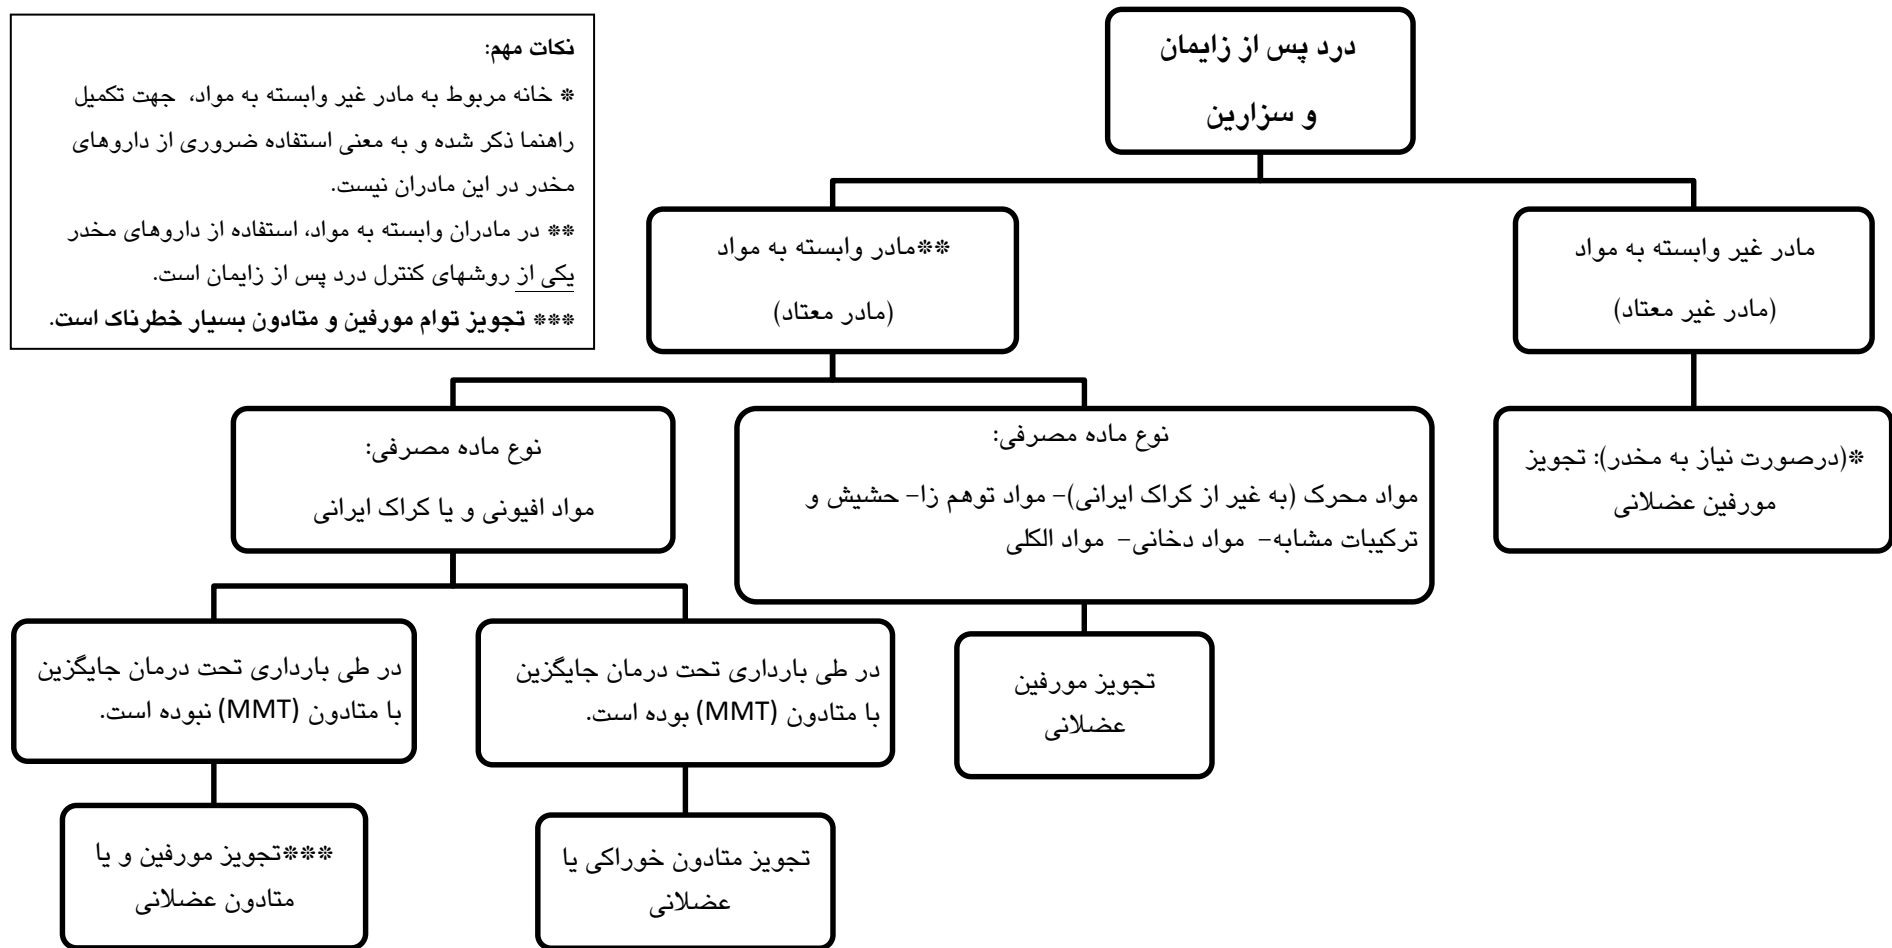 نکات مهم:
* خانه مربوط به مادر غیر وابسته به مواد، جهت تکمیل
راهنما ذکر شده و به معنی استفاده ضروری از داروهای
مخدر در این مادران نیست.
** در مادران وابسته به مواد، استفاده از داروهای مخدر
یکی از روشهای کنترل درد پس از زایمان است.
*** تجویز توام مورفین و متادون بسیار خطرناک است.
درد پس از زایمان
و سزارین
مادر غیر وابسته به مواد
(مادر غیر معتاد)
**مادر وابسته به مواد
(مادر معتاد)
*(درصورت نیاز به مخدر): تجویز
مورفین عضلانی
نوع ماده مصرفی:
مواد محرک (به غیر از کراک ایرانی)- مواد توهم زا- حشیش و
ترکیبات مشابه- مواد دخانی- مواد الکلی
نوع ماده مصرفی:
مواد افیونی و یا کراک ایرانی
تجویز مورفین
عضلانی
در طی بارداری تحت درمان جایگزین
با متادون (MMT) بوده است.
در طی بارداری تحت درمان جایگزین
با متادون (MMT) نبوده است.
تجویز متادون خوراکی یا
عضلانی
***تجویز مورفین و یا
متادون عضلانی